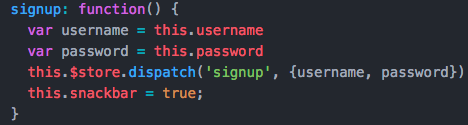 signup: function() {
var username = this.username
var password = this.password
this.$store.dispatch('signup', {username, password})
this.snackbar = true;
}